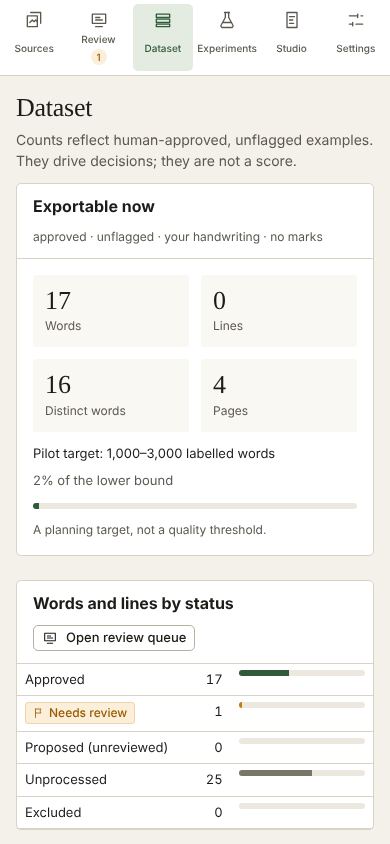 Sources
Review
1
Dataset
Experiments
Studio
Settings
Dataset
Counts reflect human-approved, unflagged examples.
They drive decisions; they are not a score.
Exportable now
approved · unflagged · your handwriting · no marks
17
Words
0
Lines
16
Distinct words
4
Pages
Pilot target: 1,000–3,000 labelled words
2% of the lower bound
A planning target, not a quality threshold.
Words and lines by status
Open review queue
Approved 17
Needs review 1
Proposed (unreviewed) 0
Unprocessed 25
Excluded 0